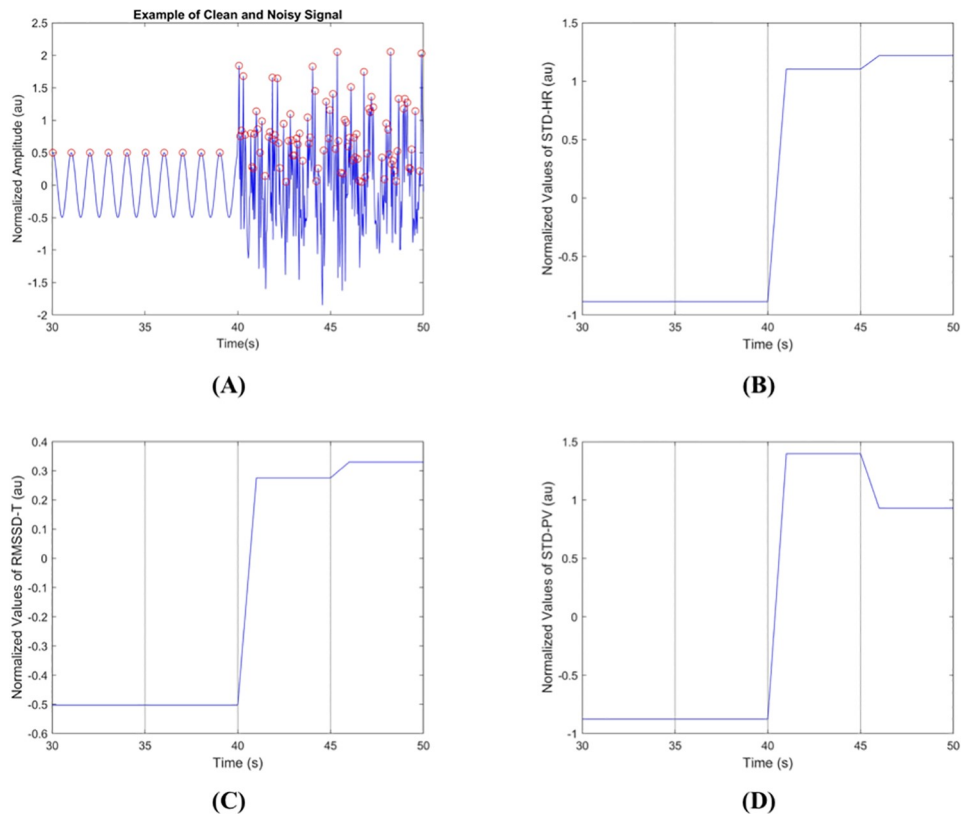 Example of Clean and Noisy Signal
Normalized Amplitude (au)
2.5
2
1.5
1
0.5
0
-0.5
-1
-1.5
-2
30 35 40 45 50
Time(s)
(A)
Normalized Values of STD-HR (au)
1.5
1
0.5
0
-0.5
-1
30 35 40 45 50
Time (s)
(B)
Normalized Values of RMSSD-T (au)
0.4
0.3
0.2
0.1
0
-0.1
-0.2
-0.3
-0.4
-0.5
-0.6
30 35 40 45 50
Time (s)
(C)
Normalized Values of STD-PV (au)
1.5
1
0.5
0
-0.5
-1
30 35 40 45 50
Time (s)
(D)